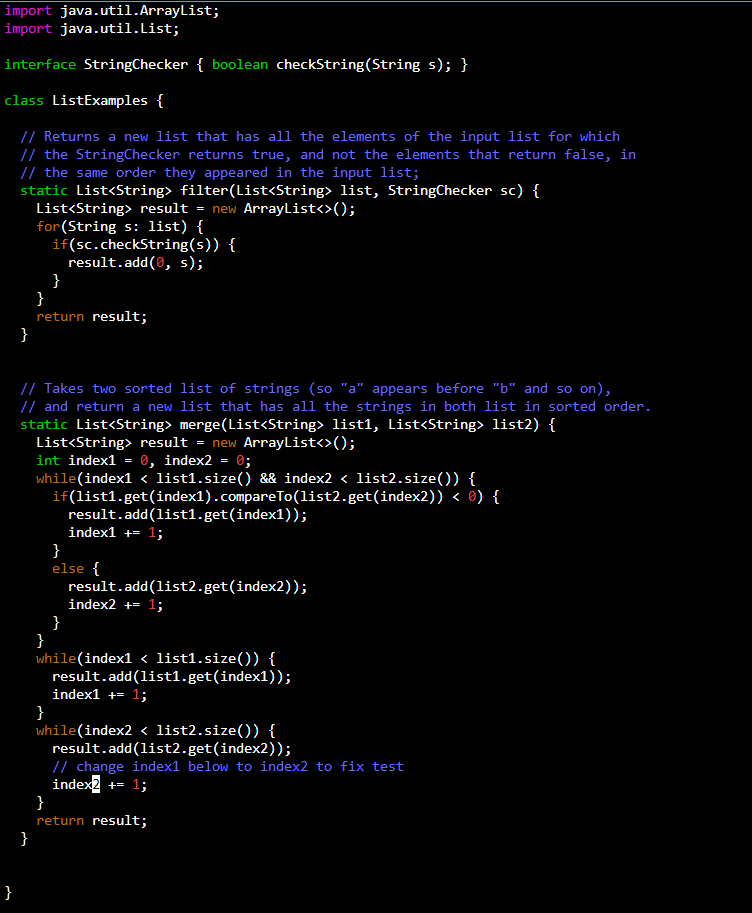 import java.util.ArrayList;
import java.util.List;

interface StringChecker { boolean checkString(String s); }

class ListExamples {

  // Returns a new list that has all the elements of the input list for which
  // the StringChecker returns true, and not the elements that return false, in
  // the same order they appeared in the input list;
  static List<String> filter(List<String> list, StringChecker sc) {
    List<String> result = new ArrayList<>();
    for(String s: list) {
      if(sc.checkString(s)) {
        result.add(0, s);
      }
    }
    return result;
  }


  // Takes two sorted list of strings (so "a" appears before "b" and so on),
  // and return a new list that has all the strings in both list in sorted order.
  static List<String> merge(List<String> list1, List<String> list2) {
    List<String> result = new ArrayList<>();
    int index1 = 0, index2 = 0;
    while(index1 < list1.size() && index2 < list2.size()) {
      if(list1.get(index1).compareTo(list2.get(index2)) < 0) {
        result.add(list1.get(index1));
        index1 += 1;
      }
      else {
        result.add(list2.get(index2));
        index2 += 1;
      }
    }
    while(index1 < list1.size()) {
      result.add(list1.get(index1));
      index1 += 1;
    }
    while(index2 < list2.size()) {
      result.add(list2.get(index2));
      // change index1 below to index2 to fix test
      index2 += 1;
    }
    return result;
  }


}